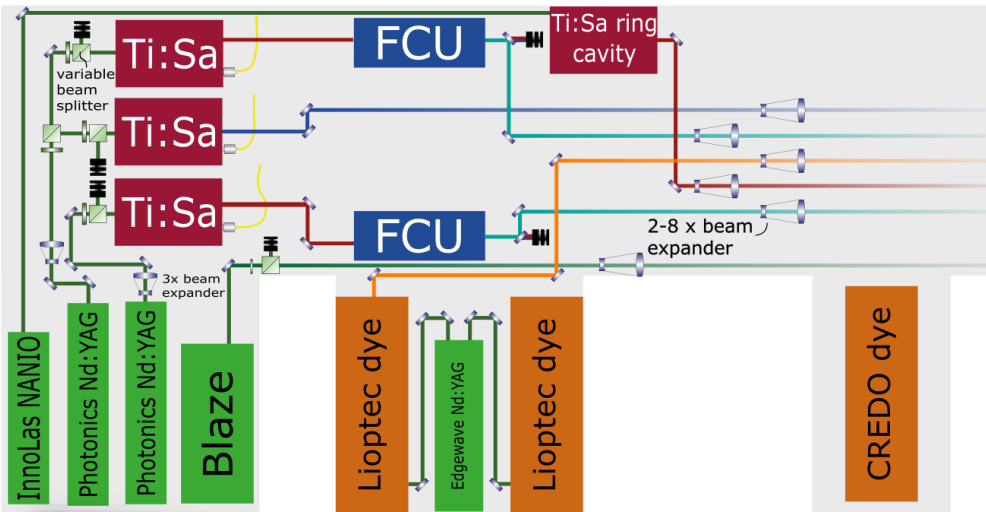 Ti:Sa
FCU
Ti:Sa ring
cavity
variable
beam
splitter
Ti:Sa
Ti:Sa
FCU
2-8 x beam
expander
3x beam
expander
InnoLas NANIO
Photonics Nd:YAG
Photonics Nd:YAG
Blaze
Lioptec dye
Edgewave Nd:YAG
Lioptec dye
CREDO dye